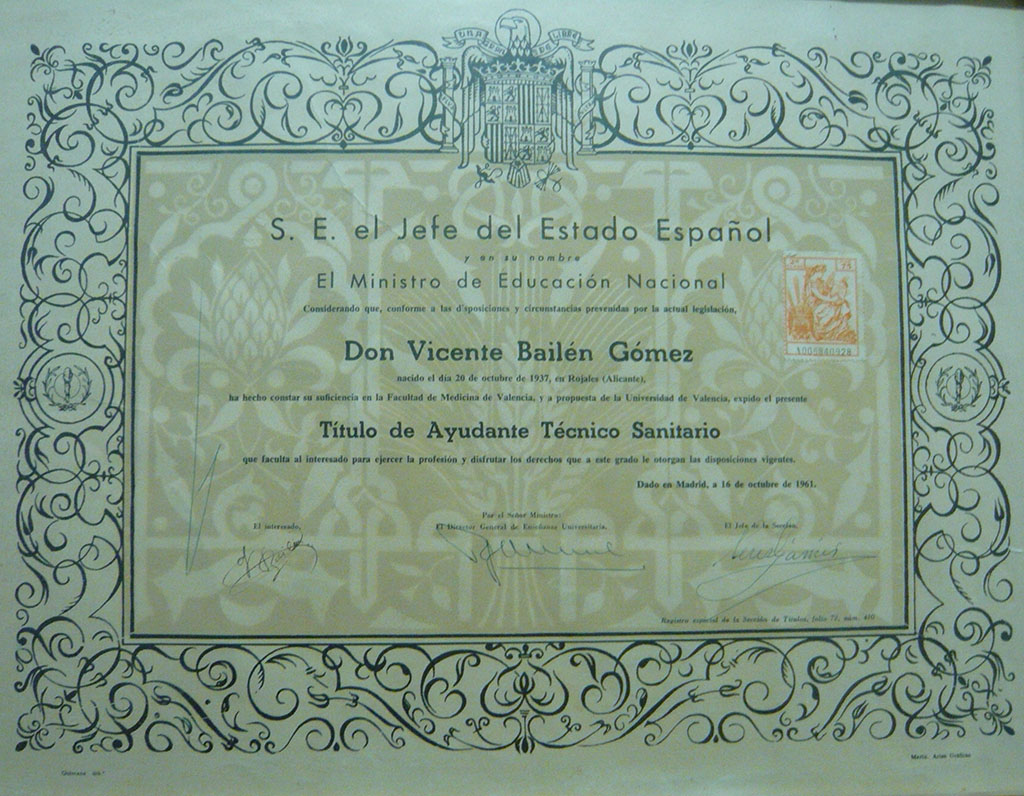 UNA GRANDE LIBRE
S. E. el Jefe del Estado Español
y en su nombre
El Ministro de Educación Nacional
Considerando que, conforme a las disposiciones y circunstancias prevenidas por la actual legislación,
Don Vicente Bailén Gómez
nacido el día 20 de octubre de 1937, en Rojales (Alicante),
ha hecho constar su suficiencia en la Facultad de Medicina de Valencia, y a propuesta de la Universidad de Valencia, expido el presente
Título de Ayudante Técnico Sanitario
que faculta al interesado para ejercer la profesión y disfrutar los derechos que a este grado le otorgan las disposiciones vigentes.
Dado en Madrid, a 16 de octubre de 1961.
Por el Señor Ministro:
El interesado,
El Director General de Enseñanza Universitaria,
El Jefe de la Sección,
Registro especial de la Sección de Títulos, folio 72, núm. 410
Artes Gráficas